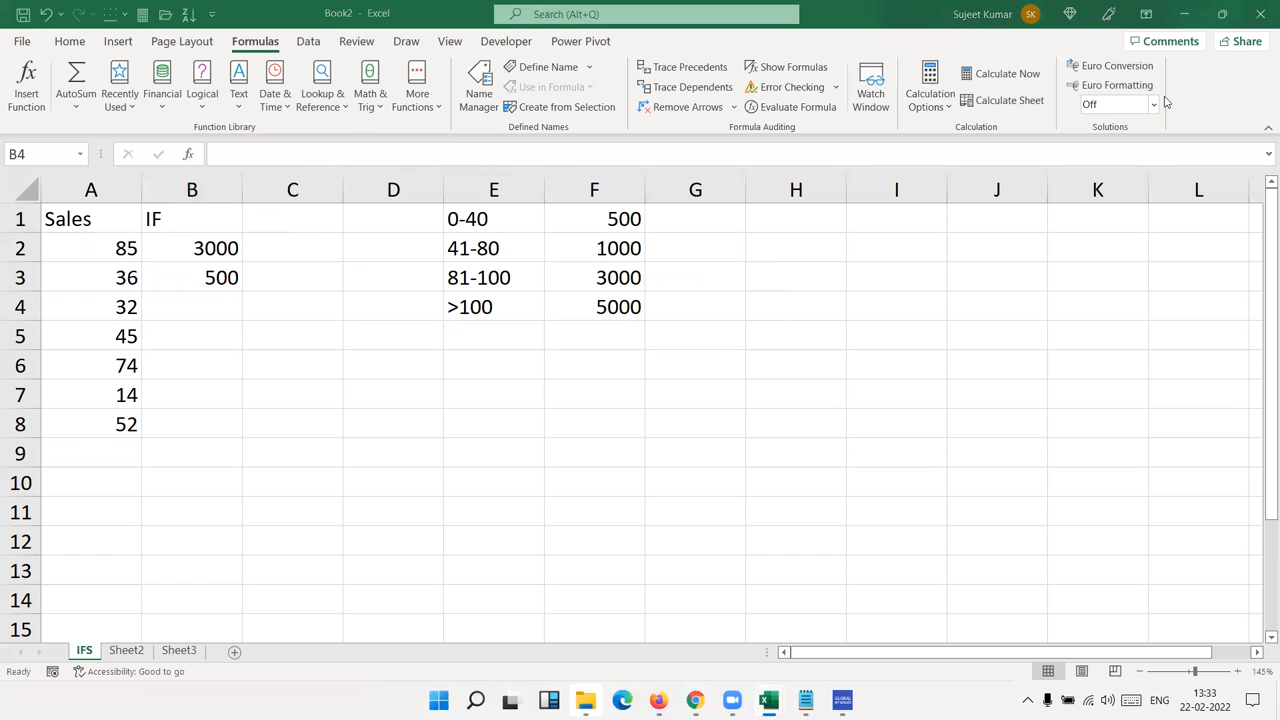 Book2 - Excel
Search (Alt+Q)
Sujeet Kumar
SK
File Home Insert Page Layout Formulas Data Review View Draw Developer Power Pivot
Comments Share
Insert Function
AutoSum
Recently Used
Financial
Logical
Text
Date & Time
Lookup & Reference
Math & Trig
More Functions
Function Library
Name Manager
Define Name
Use in Formula
Create from Selection
Defined Names
Trace Precedents
Trace Dependents
Remove Arrows
Show Formulas
Error Checking
Evaluate Formula
Formula Auditing
Watch Window
Calculation Options
Calculate Now
Calculate Sheet
Calculation
Euro Conversion
Euro Formatting
Off
Solutions
B4
fx
A B C D E F G H I J K L
1 Sales IF 0-40 500
2 85 3000 41-80 1000
3 36 500 81-100 3000
4 32 >100 5000
5 45
6 74
7 14
8 52
9
10
11
12
13
14
15
IFS Sheet2 Sheet3
Ready Accessibility: Good to go 145%
ENG
13:33
22-02-2022